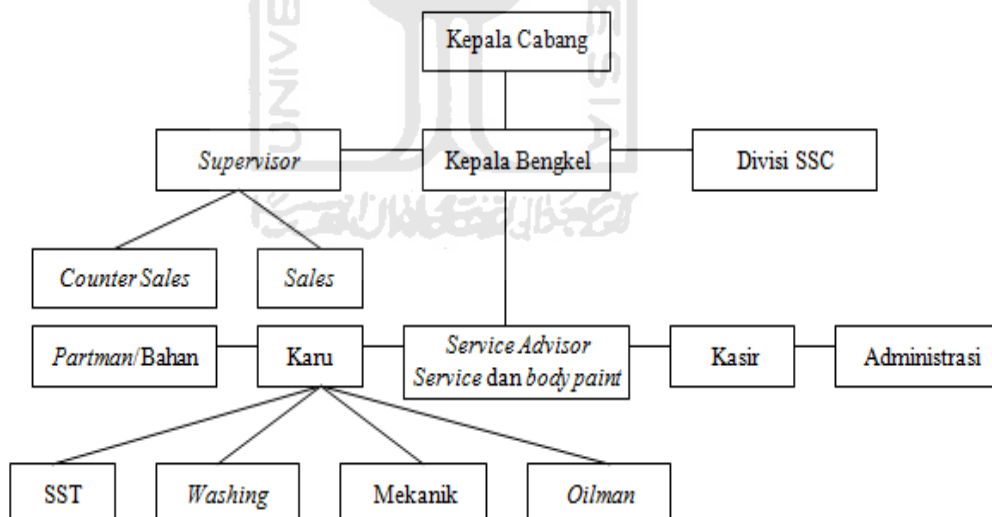 Kepala Cabang
Supervisor
Kepala Bengkel
Divisi SSC
Counter Sales
Sales
Partman/Bahan
Karu
Service Advisor
Service dan body paint
Kasir
Administrasi
SST
Washing
Mekanik
Oilman